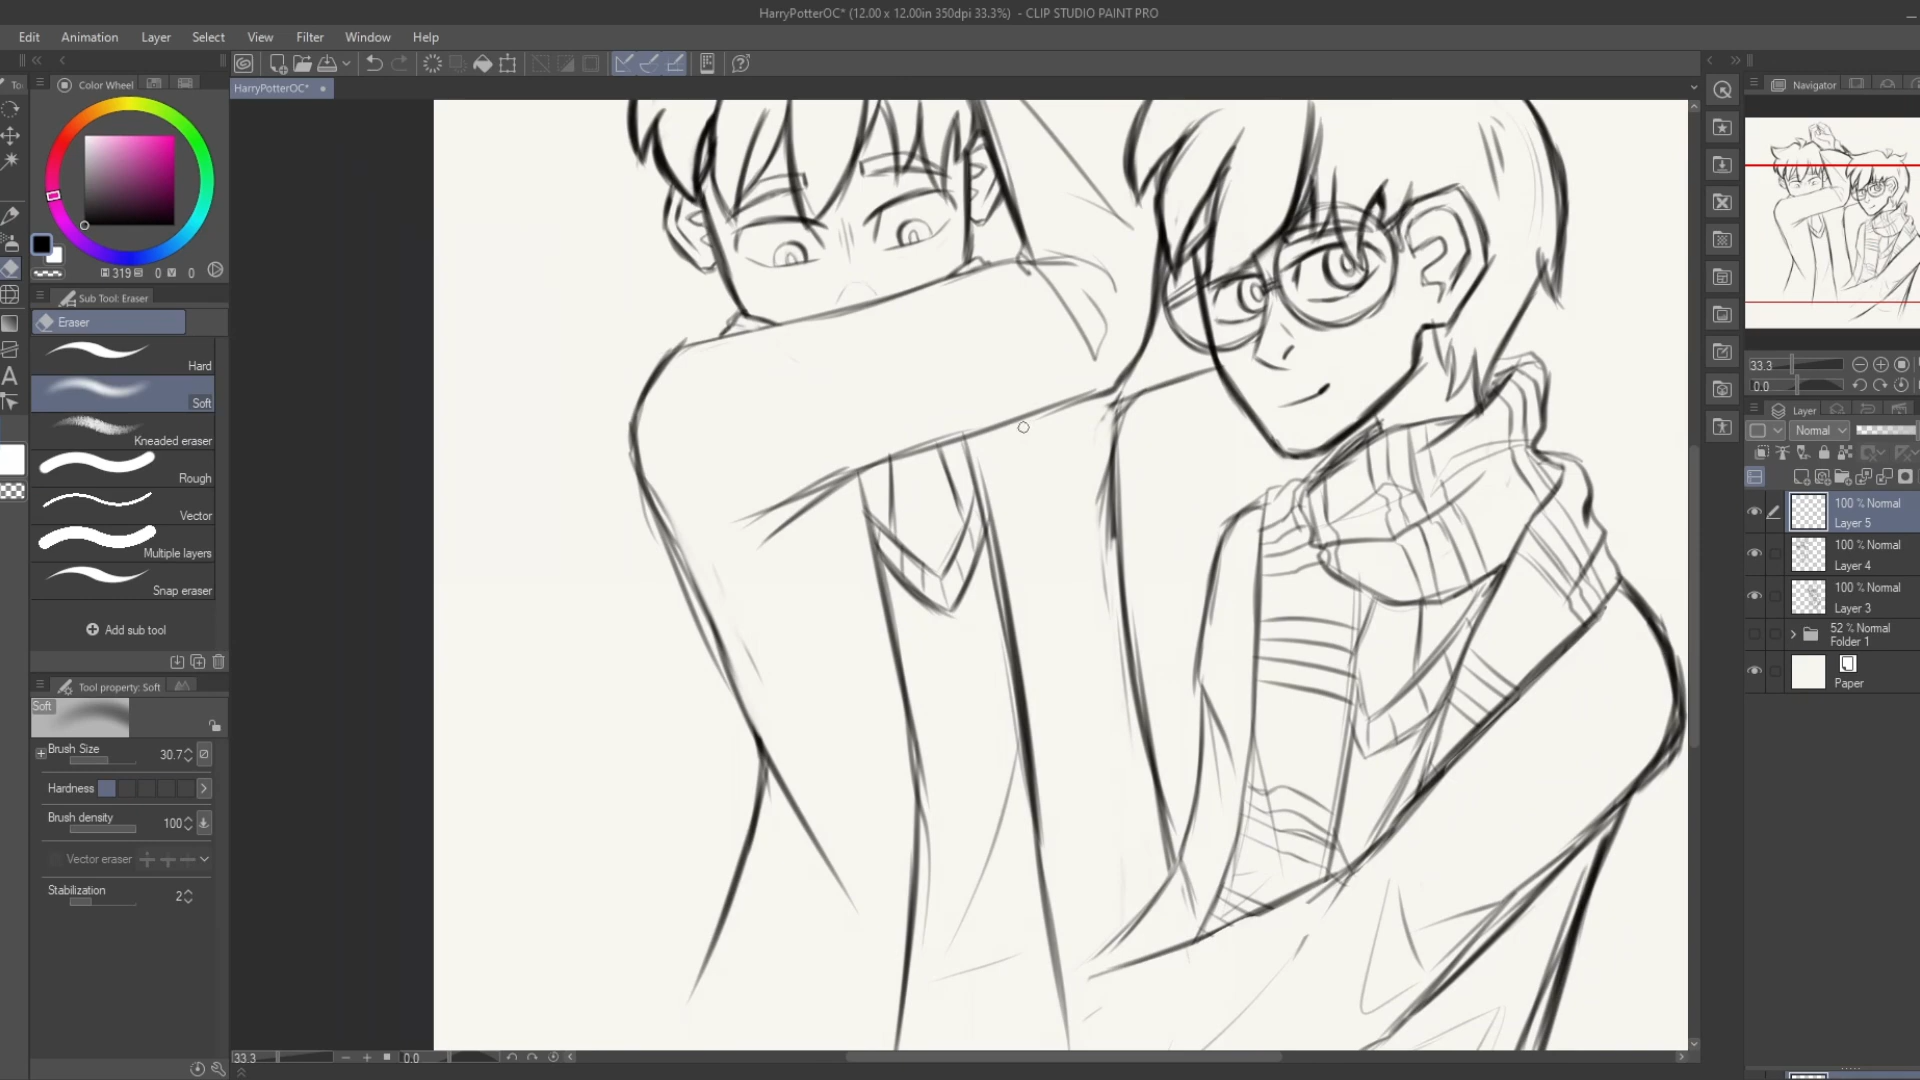 HarryPotterOC* (12.00 x 12.00in 350dpi 33.3%) - CLIP STUDIO PAINT PRO
Edit Animation Layer Select View Filter Window Help
To
Color Wheel
HarryPotterOC*
Navigator
319 0 0
Sub Tool: Eraser
Eraser
Hard
Soft
Kneaded eraser
Rough
Vector
Multiple layers
Snap eraser
Add sub tool
Tool property: Soft
Soft
Brush Size 30.7
Hardness
Brush density 100
Vector eraser
Stabilization 2
33.3 0.0
33.3
0.0
Layer
Normal
100 % Normal
Layer 5
100 % Normal
Layer 4
100 % Normal
Layer 3
52 % Normal
Folder 1
Paper